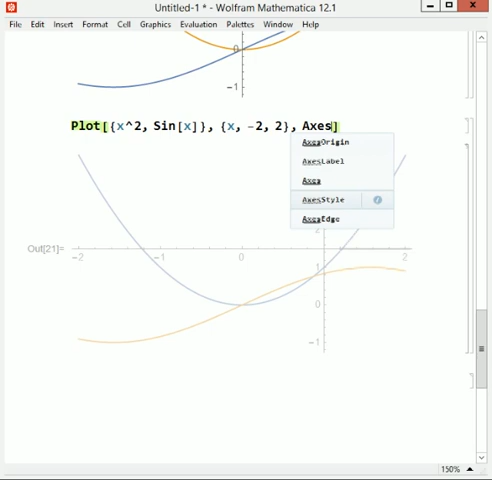 Untitled-1 * - Wolfram Mathematica 12.1
File Edit Insert Format Cell Graphics Evaluation Palettes Window Help
0
−1
Plot[{x^2, Sin[x]}, {x, -2, 2}, Axes]
AxesOrigin
AxesLabel
Axes
AxesStyle
AxesEdge
2
Out[21]=
−2 −1 0 2
1
0
−1
150%